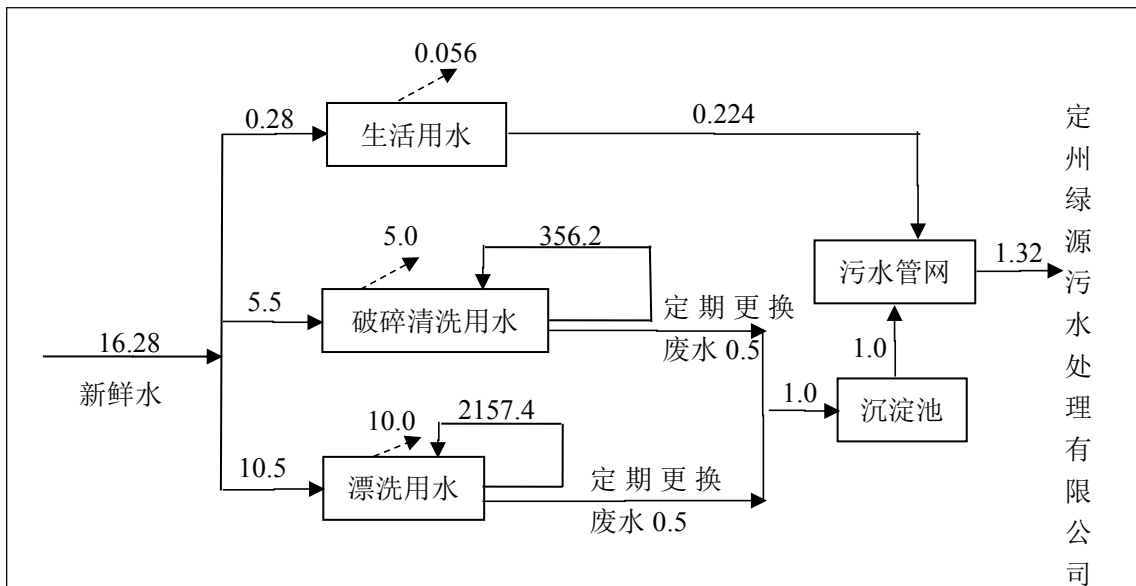 0.056
0.28
生活用水
0.224
5.0
356.2
5.5
破碎清洗用水
定期更换
废水 0.5
16.28
新鲜水
10.0
2157.4
10.5
漂洗用水
定期更换
废水 0.5
1.0
沉淀池
1.0
污水管网
1.32
定州绿源污水处理有限公司